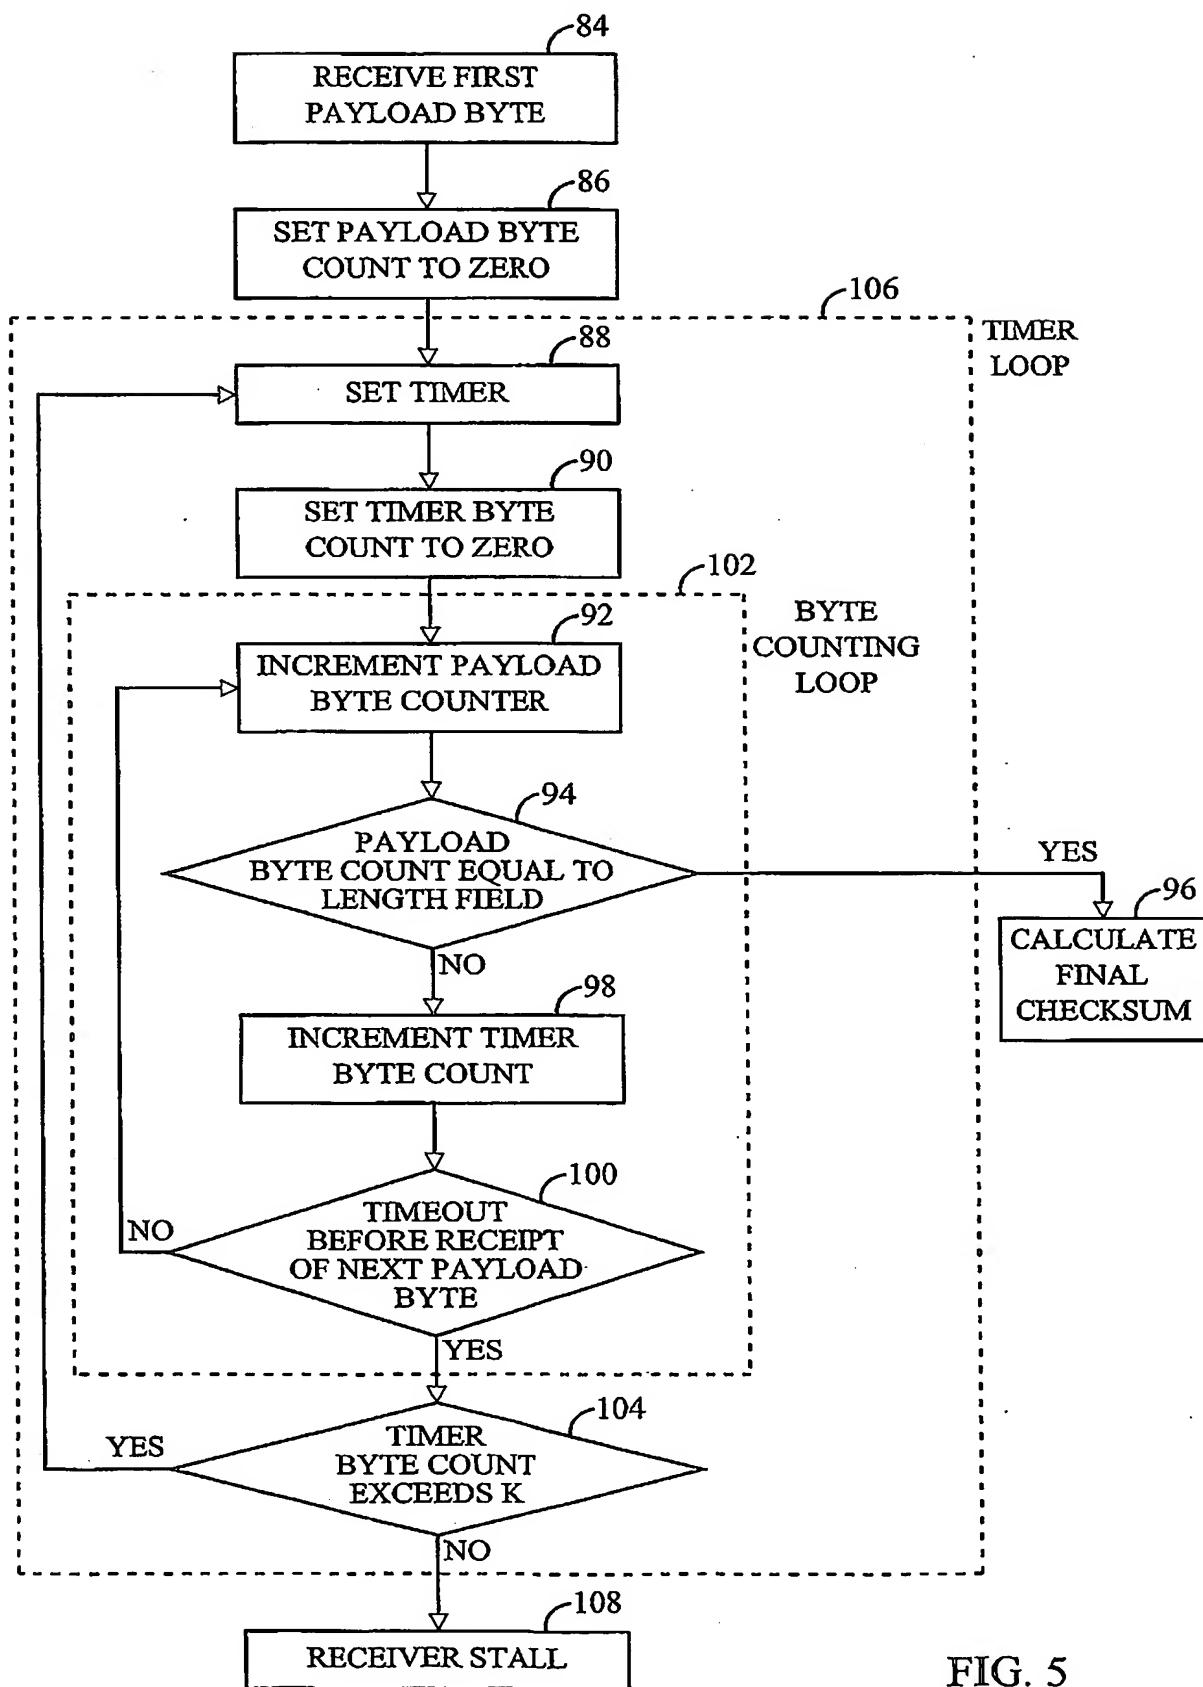 84
RECEIVE FIRST
PAYLOAD BYTE
86
SET PAYLOAD BYTE
COUNT TO ZERO
106
TIMER
LOOP
88
SET TIMER
90
SET TIMER BYTE
COUNT TO ZERO
102
BYTE
COUNTING
LOOP
92
INCREMENT PAYLOAD
BYTE COUNTER
94
PAYLOAD
BYTE COUNT EQUAL TO
LENGTH FIELD
YES
96
CALCULATE
FINAL
CHECKSUM
NO
98
INCREMENT TIMER
BYTE COUNT
100
TIMEOUT
BEFORE RECEIPT
OF NEXT PAYLOAD
BYTE
NO
YES
104
TIMER
BYTE COUNT
EXCEEDS K
YES
NO
108
RECEIVER STALL
FIG. 5